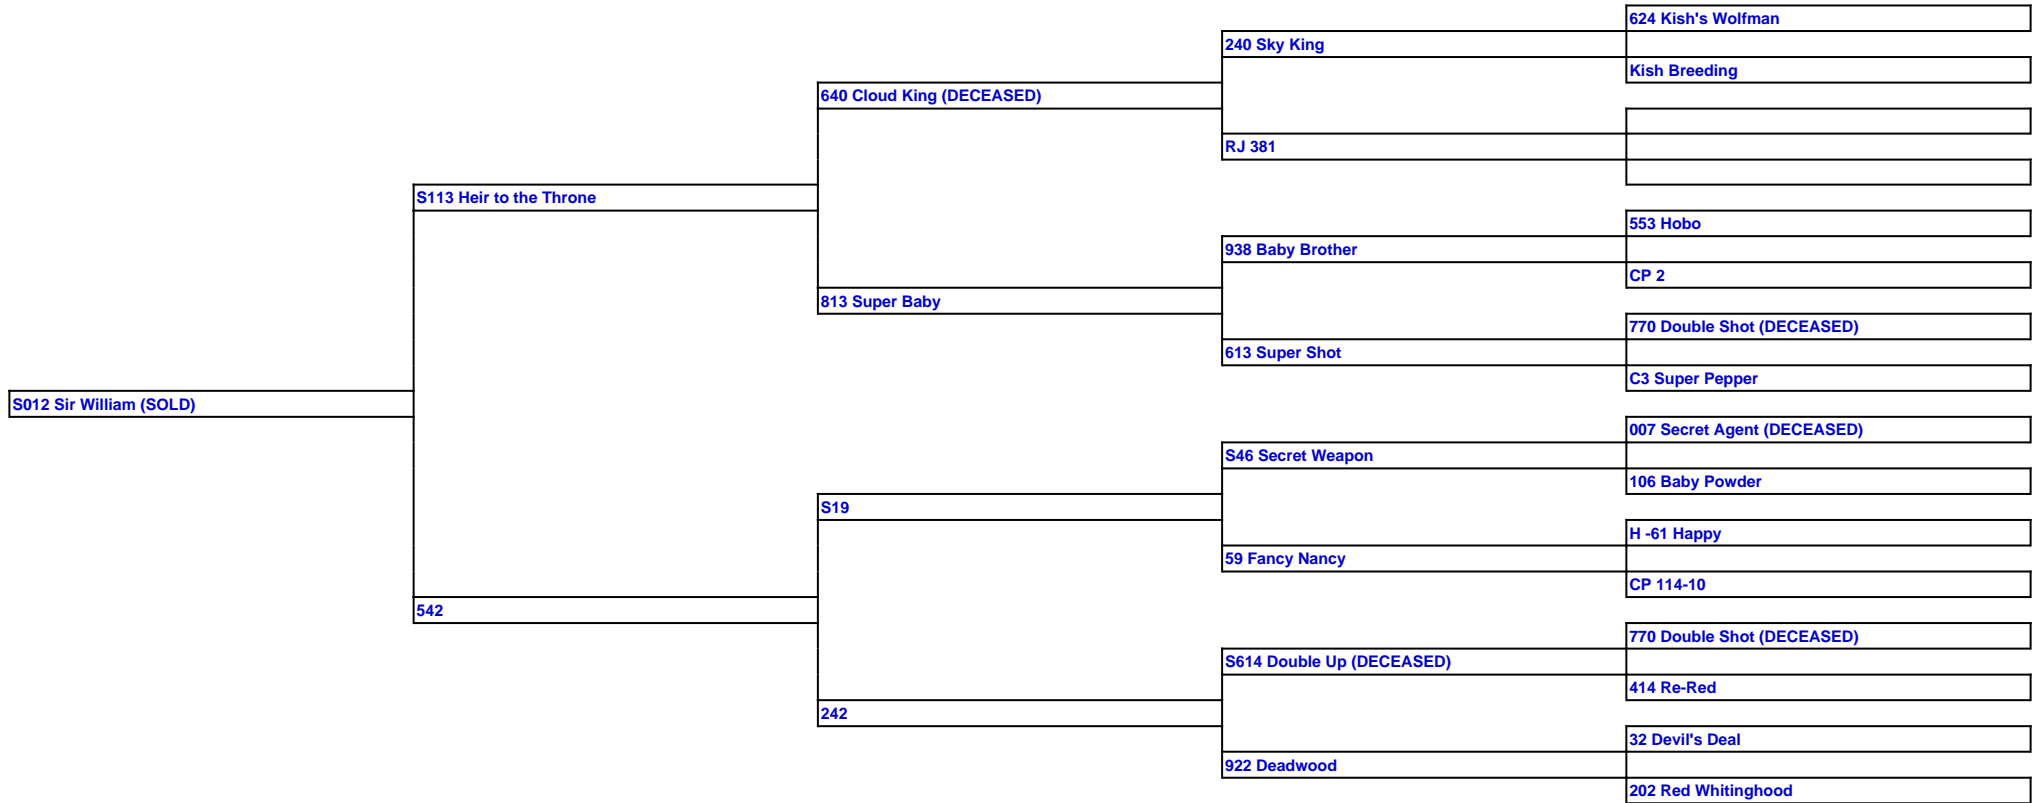 624 Kish's Wolfman
240 Sky King
Kish Breeding
640 Cloud King (DECEASED)
RJ 381
S113 Heir to the Throne
553 Hobo
938 Baby Brother
CP 2
813 Super Baby
770 Double Shot (DECEASED)
613 Super Shot
C3 Super Pepper
S012 Sir William (SOLD)
007 Secret Agent (DECEASED)
S46 Secret Weapon
106 Baby Powder
S19
H -61 Happy
59 Fancy Nancy
CP 114-10
542
770 Double Shot (DECEASED)
S614 Double Up (DECEASED)
414 Re-Red
242
32 Devil's Deal
922 Deadwood
202 Red Whitinghood